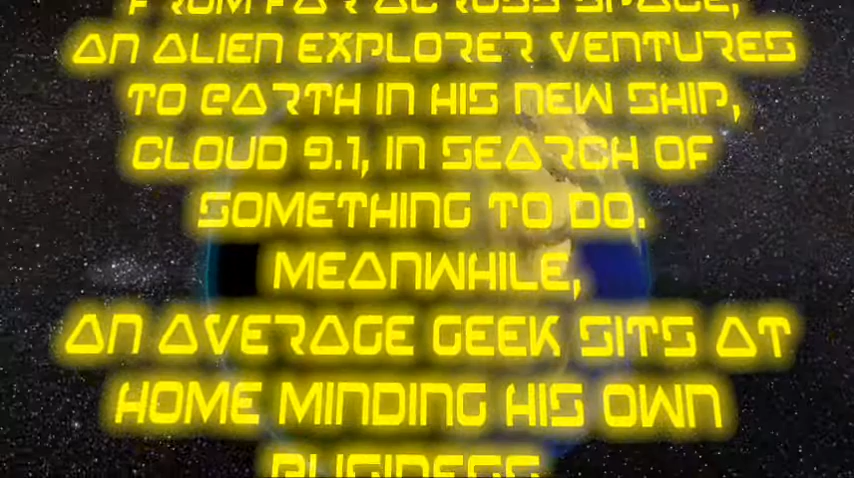 FROM FAR ACROSS SPACE,
AN ALIEN EXPLORER VENTURES
TO EARTH IN HIS NEW SHIP,
CLOUD 9.1, IN SEARCH OF
SOMETHING TO DO.
MEANWHILE,
AN AVERAGE GEEK SITS AT
HOME MINDING HIS OWN
BUSINESS